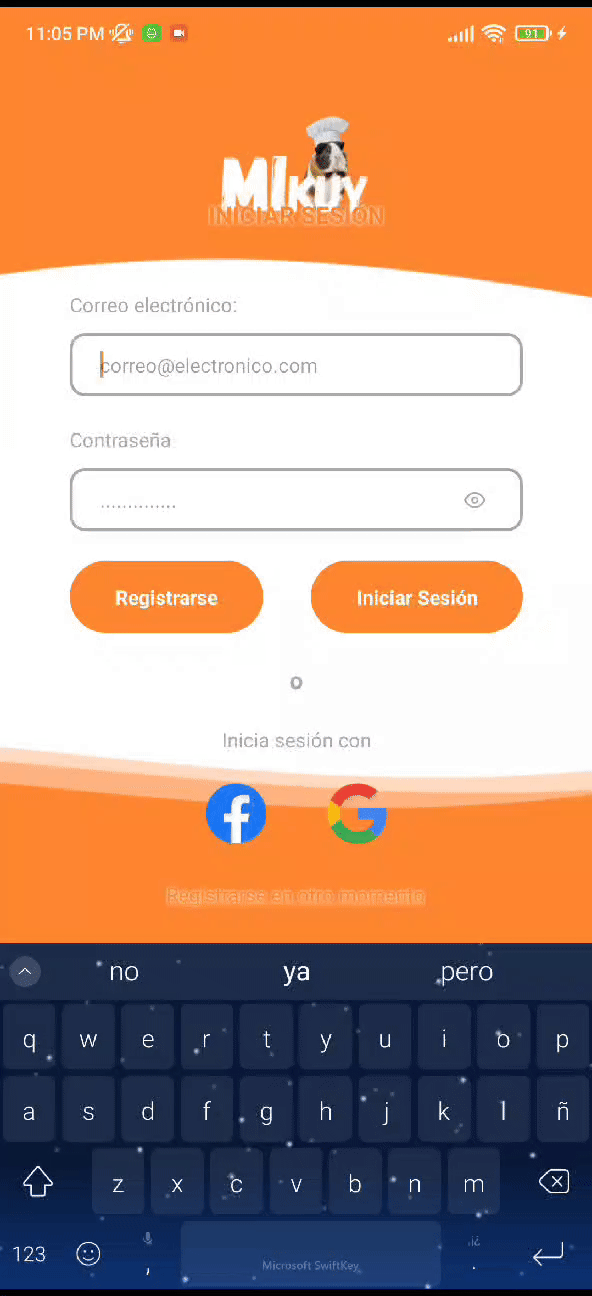 11:05 PM
91
MIKUY
INICIAR SESIÓN
Correo electrónico:
correo@electronico.com
Contraseña
..............
Registrarse
Iniciar Sesión
o
Inicia sesión con
Registrarse en otro momento
no ya pero
q w e r t y u i o p
a s d f g h j k l ñ
z x c v b n m
123 , Microsoft SwiftKey .